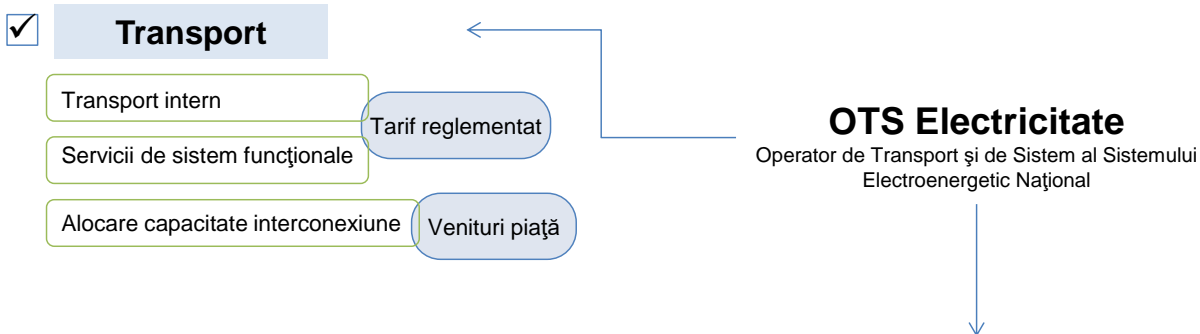 Transport
Transport intern
Tarif reglementat
Servicii de sistem funcţionale
Alocare capacitate interconexiune
Venituri piaţă
OTS Electricitate
Operator de Transport şi de Sistem al Sistemului
Electroenergetic Naţional